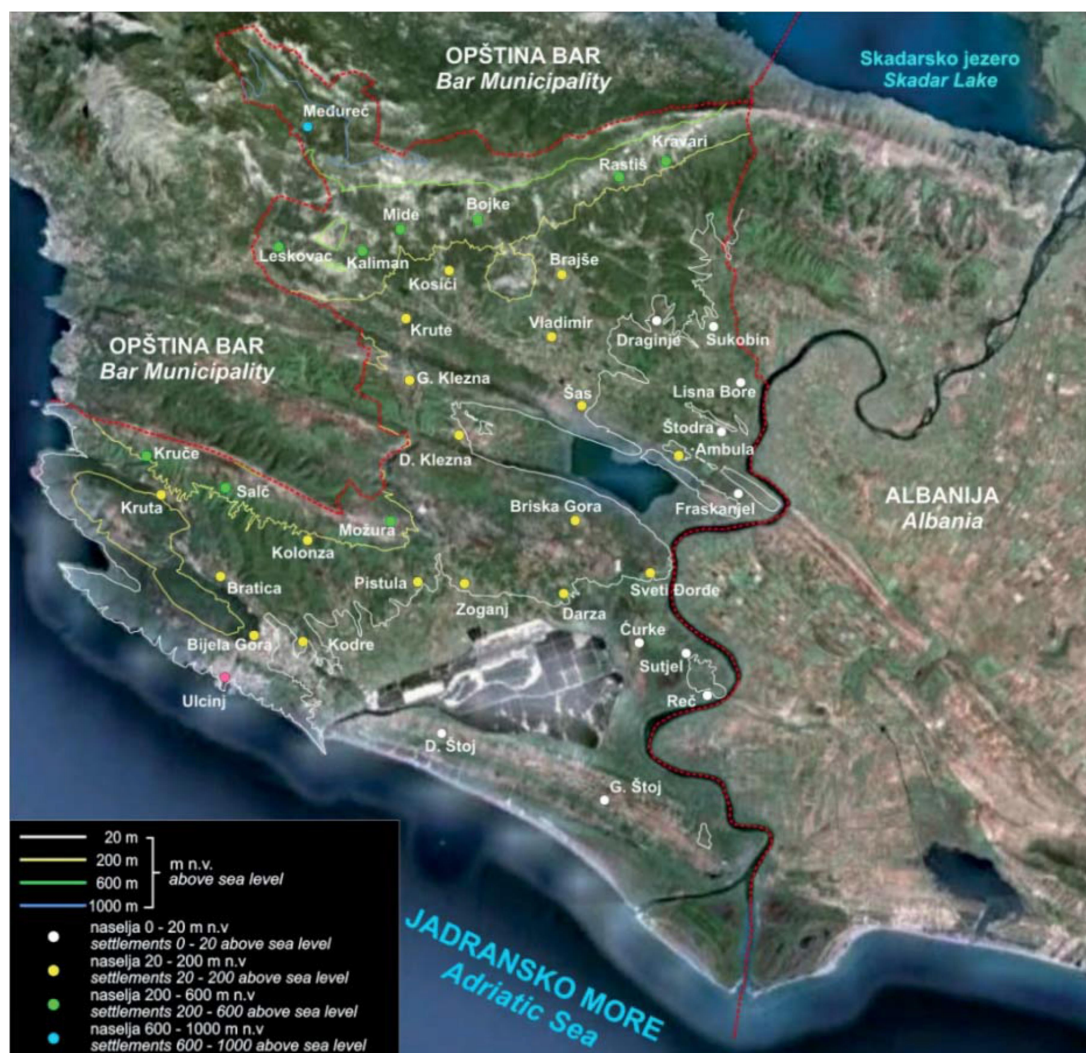 OPŠTINA BAR
Bar Municipality
Skadarsko jezero
Skadar Lake
Međureč
Kravari
Rastiš
Mide
Bojke
Leskovac
Kaliman
Kosići
Brajše
Krute
Vladimir
Draginje
Sukobin
OPŠTINA BAR
Bar Municipality
G. Klezna
Lisna Bore
Šas
Štodra
D. Klezna
Ambula
Kruče
Salč
Kruta
Možura
Briska Gora
Fraskanjel
ALBANIJA
Albania
Kolonza
Bratica
Pistula
Zoganj
Darza
Sveti Đorđe
Bijela Gora
Kodre
Ćurke
Sutjel
Ulcinj
Reč
D. Štoj
G. Štoj
20 m
200 m
600 m
1000 m
m n.v.
above sea level
naselja 0 - 20 m n.v
settlements 0 - 20 above sea level
naselja 20 - 200 m n.v
settlements 20 - 200 above sea level
naselja 200 - 600 m n.v
settlements 200 - 600 above sea level
naselja 600 - 1000 m n.v
settlements 600 - 1000 above sea level
JADRANSKO MORE
Adriatic Sea